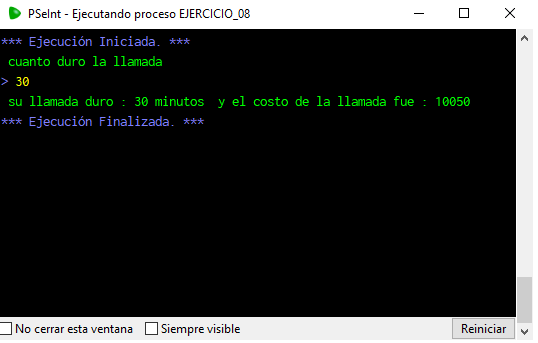 PSeInt - Ejecutando proceso EJERCICIO_08
*** Ejecución Iniciada. ***
cuanto duro la llamada
> 30
su llamada duro : 30 minutos  y el costo de la llamada fue : 10050
*** Ejecución Finalizada. ***
No cerrar esta ventana
Siempre visible
Reiniciar